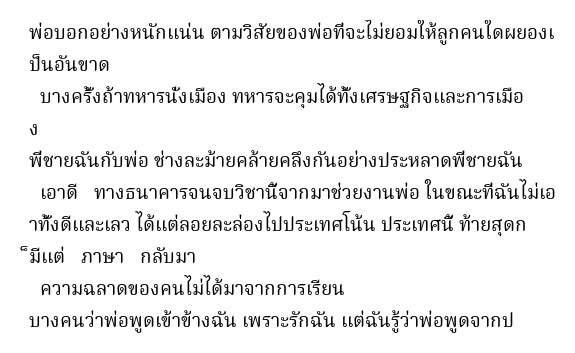 พ่อบอกอย่างหนักแน่น ตามวิสัยของพ่อที่จะไม่ยอมให้ลูกคนใดผยองเ
ป็นอันขาด
บางครั้งถ้าทหารนั่งเมือง ทหารจะคุมได้ทั้งเศรษฐกิจและการเมือ
ง
พี่ชายฉันกับพ่อ ช่างละม้ายคล้ายคลึงกันอย่างประหลาดพี่ชายฉัน
เอาดี ทางธนาคารจนจบวิชานี้จากมาช่วยงานพ่อ ในขณะที่ฉันไม่เอ
าทั้งดีและเลว ได้แต่ลอยละล่องไปประเทศโน้น ประเทศนี้ ท้ายสุดก
็มีแต่ ภาษา กลับมา
ความฉลาดของคนไม่ได้มาจากการเรียน
บางคนว่าพ่อพูดเข้าข้างฉัน เพราะรักฉัน แต่ฉันรู้ว่าพ่อพูดจากป